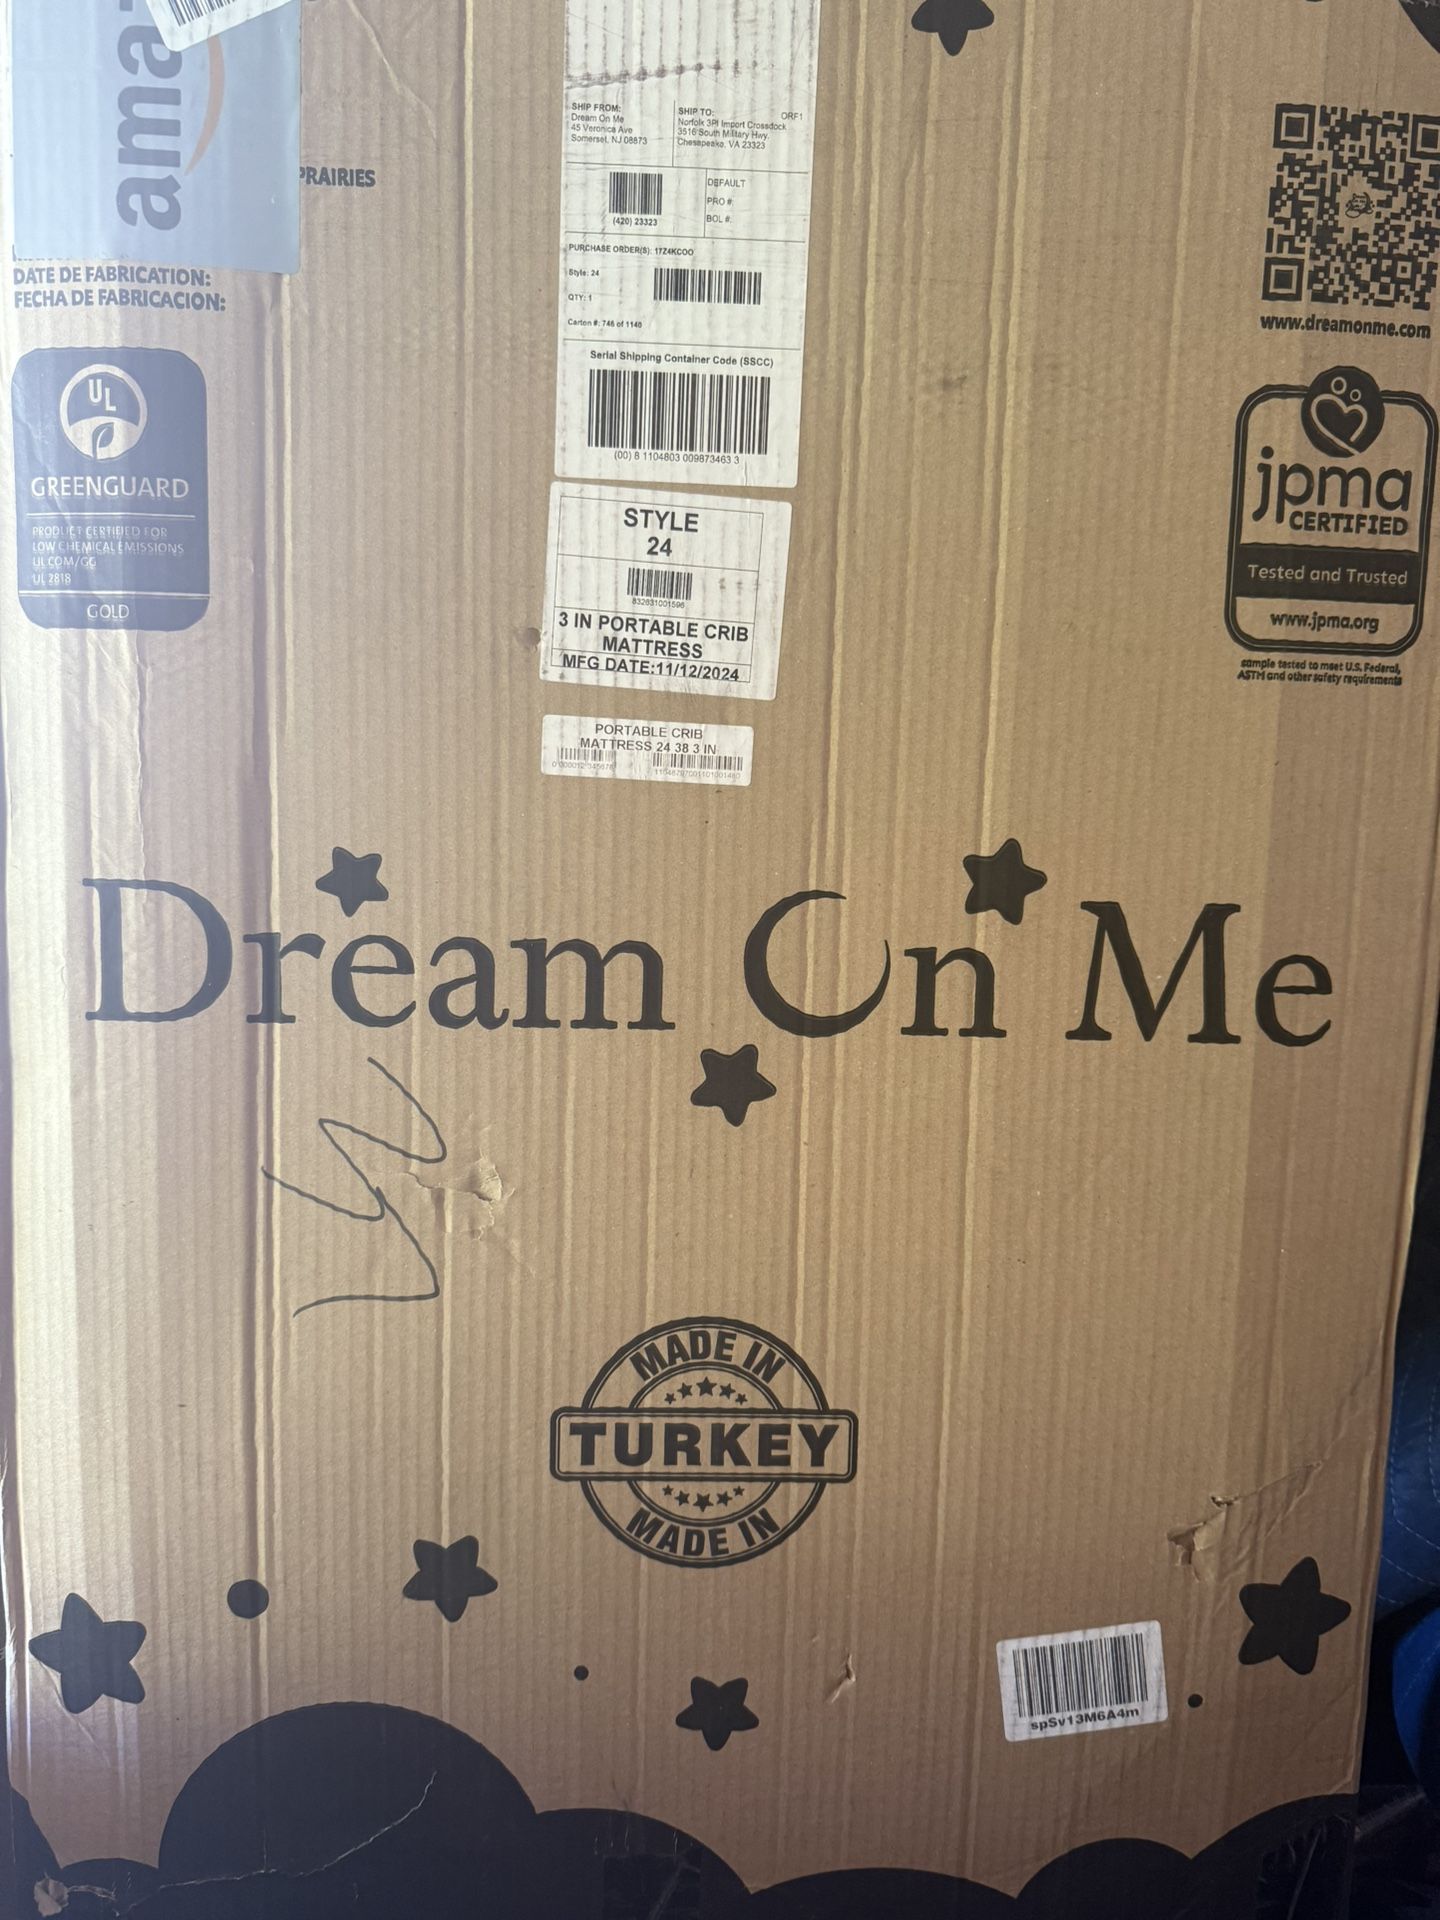 ama
PRAIRIES
DATE DE FABRICATION:
FECHA DE FABRICACION:
UL
GREENGUARD
PRODUCT CERTIFIED FOR
LOW CHEMICAL EMISSIONS
UL.COM/GG
UL 2818
GOLD
SHIP FROM:
Dream On Me
45 Veronica Ave
Somerset, NJ 08873
SHIP TO: ORF1
Norfolk 3PI Import Crossdock
3516 South Military Hwy.
Chesapeake, VA 23323
(420) 23323
DEFAULT
PRO #:
BOL #:
PURCHASE ORDER(S): 17Z4KCOO
Style: 24
QTY: 1
Carton #: 746 of 1140
Serial Shipping Container Code (SSCC)
(00) 8 1104803 009873463 3
STYLE
24
832631001596
3 IN PORTABLE CRIB
MATTRESS
MFG DATE:11/12/2024
PORTABLE CRIB
MATTRESS 24 38 3 IN
www.dreamonme.com
jpma
CERTIFIED
Tested and Trusted
www.jpma.org
sample tested to meet U.S. Federal,
ASTM and other safety requirements
Dream On Me
MADE IN
TURKEY
MADE IN
spSv13M6A4m